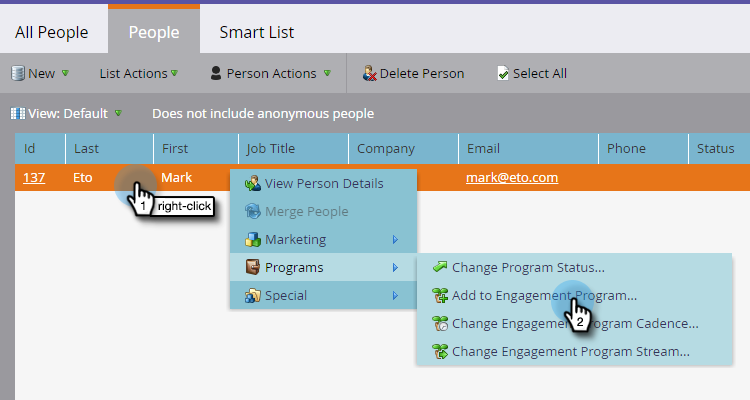 All People People Smart List
New List Actions Person Actions Delete Person Select All
View: Default Does not include anonymous people
Id Last First Job Title Company Email Phone Status
137 Eto Mark mark@eto.com
1 right-click
View Person Details
Merge People
Marketing
Programs
Special
Change Program Status...
Add to Engagement Program...
2
Change Engagement Program Cadence...
Change Engagement Program Stream...